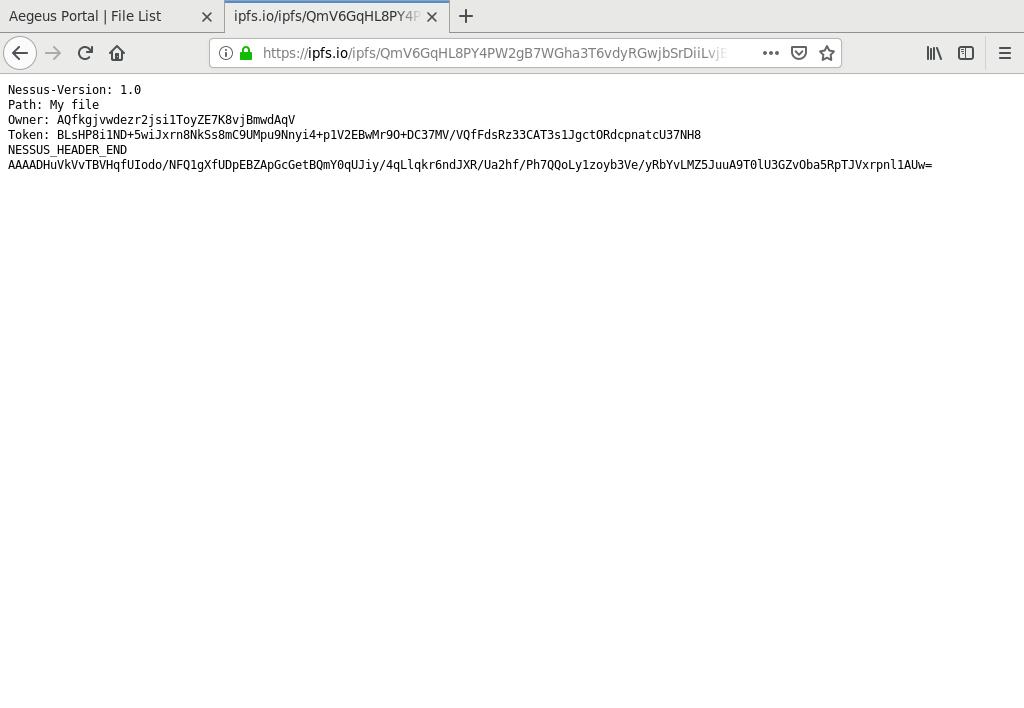 Aegeus Portal | File List
ipfs.io/ipfs/QmV6GqHL8PY4P
https://ipfs.io/ipfs/QmV6GqHL8PY4PW2gB7WGha3T6vdyRGwjbSrDiiLvjE
Nessus-Version: 1.0
Path: My file
Owner: AQfkgjvwdezr2jsi1ToyZE7K8vjBmwdAqV
Token: BLsHP8i1ND+5wiJxrn8NkSs8mC9UMpu9Nnyi4+p1V2EBwMr9O+DC37MV/VQfFdsRz33CAT3s1JgctORdcpnatcU37NH8
NESSUS_HEADER_END
AAAADHuVkVvTBVHqfUIodo/NFQ1gXfUDpEBZApGcGetBQmY0qUJiy/4qLlqkr6ndJXR/Ua2hf/Ph7QQoLy1zoyb3Ve/yRbYvLMZ5JuuA9T0lU3GZvOba5RpTJVxrpnl1AUw=